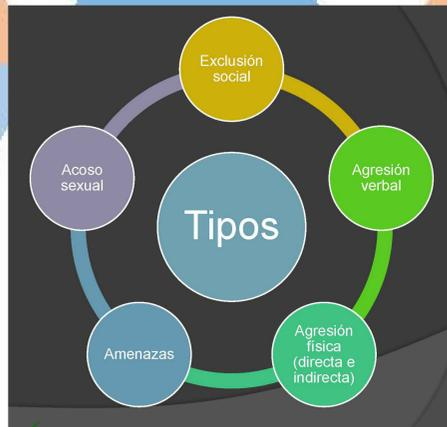 Exclusión
social
Agresión
verbal
Agresión
física
(directa e
indirecta)
Amenazas
Acoso
sexual
Tipos